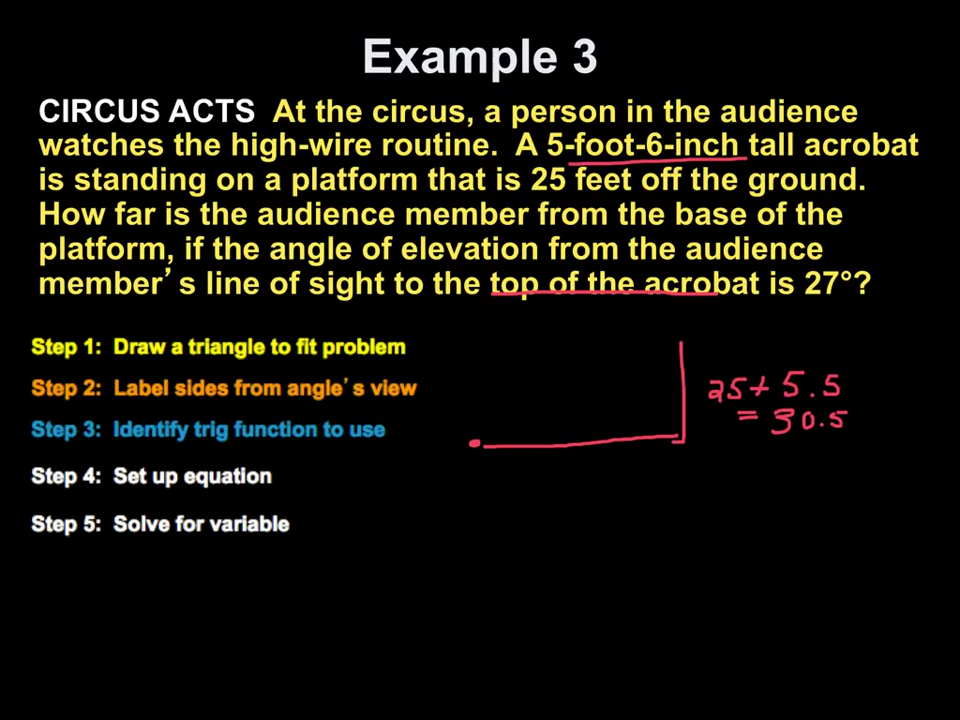 Example 3
CIRCUS ACTS At the circus, a person in the audience
watches the high-wire routine. A 5-foot-6-inch tall acrobat
is standing on a platform that is 25 feet off the ground.
How far is the audience member from the base of the
platform, if the angle of elevation from the audience
member’s line of sight to the top of the acrobat is 27°?
Step 1: Draw a triangle to fit problem
Step 2: Label sides from angle’s view
Step 3: Identify trig function to use
Step 4: Set up equation
Step 5: Solve for variable
25+ 5.5
= 30.5